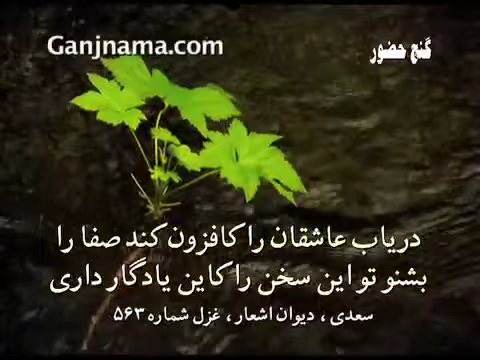 Ganjnama.com
گنج حضور
دریاب عاشقان را کافزون کند صفا را
بشنو تو این سخن را کاین یادگار داری
سعدی ، دیوان اشعار ، غزل شماره ۵۶۳